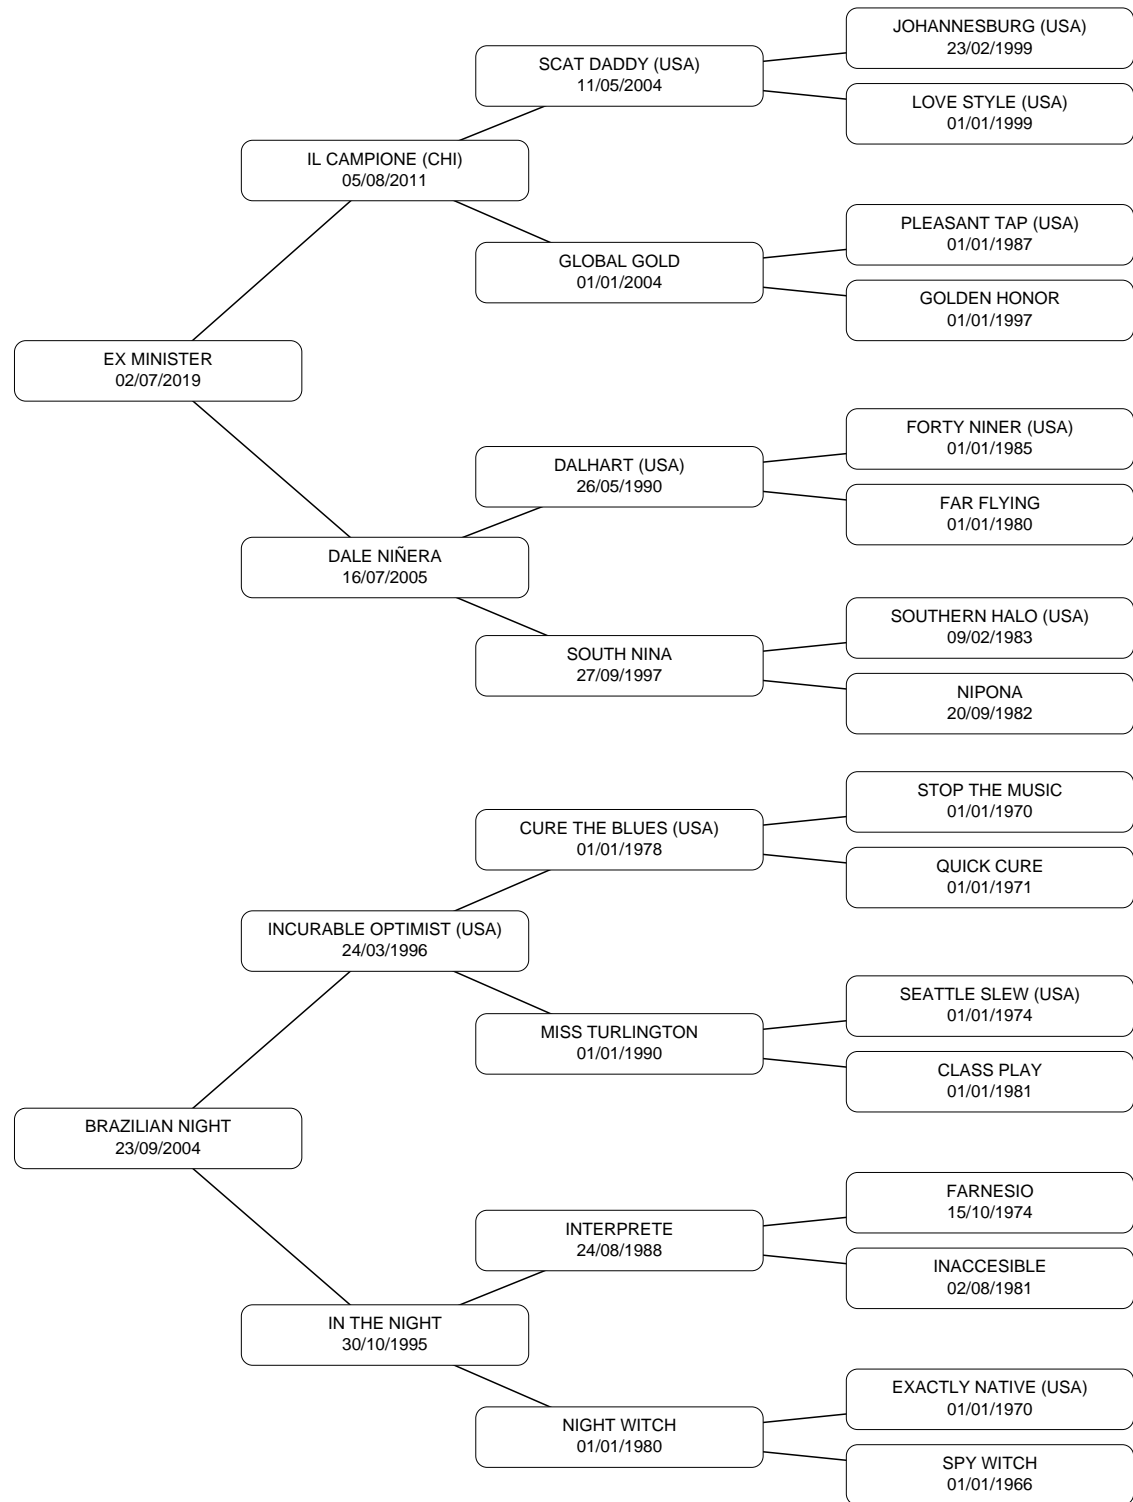 JOHANNESBURG (USA)
23/02/1999
SCAT DADDY (USA)
11/05/2004
LOVE STYLE (USA)
01/01/1999
IL CAMPIONE (CHI)
05/08/2011
PLEASANT TAP (USA)
01/01/1987
GLOBAL GOLD
01/01/2004
GOLDEN HONOR
01/01/1997
EX MINISTER
02/07/2019
FORTY NINER (USA)
01/01/1985
DALHART (USA)
26/05/1990
FAR FLYING
01/01/1980
DALE NIÑERA
16/07/2005
SOUTHERN HALO (USA)
09/02/1983
SOUTH NINA
27/09/1997
NIPONA
20/09/1982
STOP THE MUSIC
01/01/1970
CURE THE BLUES (USA)
01/01/1978
QUICK CURE
01/01/1971
INCURABLE OPTIMIST (USA)
24/03/1996
SEATTLE SLEW (USA)
01/01/1974
MISS TURLINGTON
01/01/1990
CLASS PLAY
01/01/1981
BRAZILIAN NIGHT
23/09/2004
FARNESIO
15/10/1974
INTERPRETE
24/08/1988
INACCESIBLE
02/08/1981
IN THE NIGHT
30/10/1995
EXACTLY NATIVE (USA)
01/01/1970
NIGHT WITCH
01/01/1980
SPY WITCH
01/01/1966